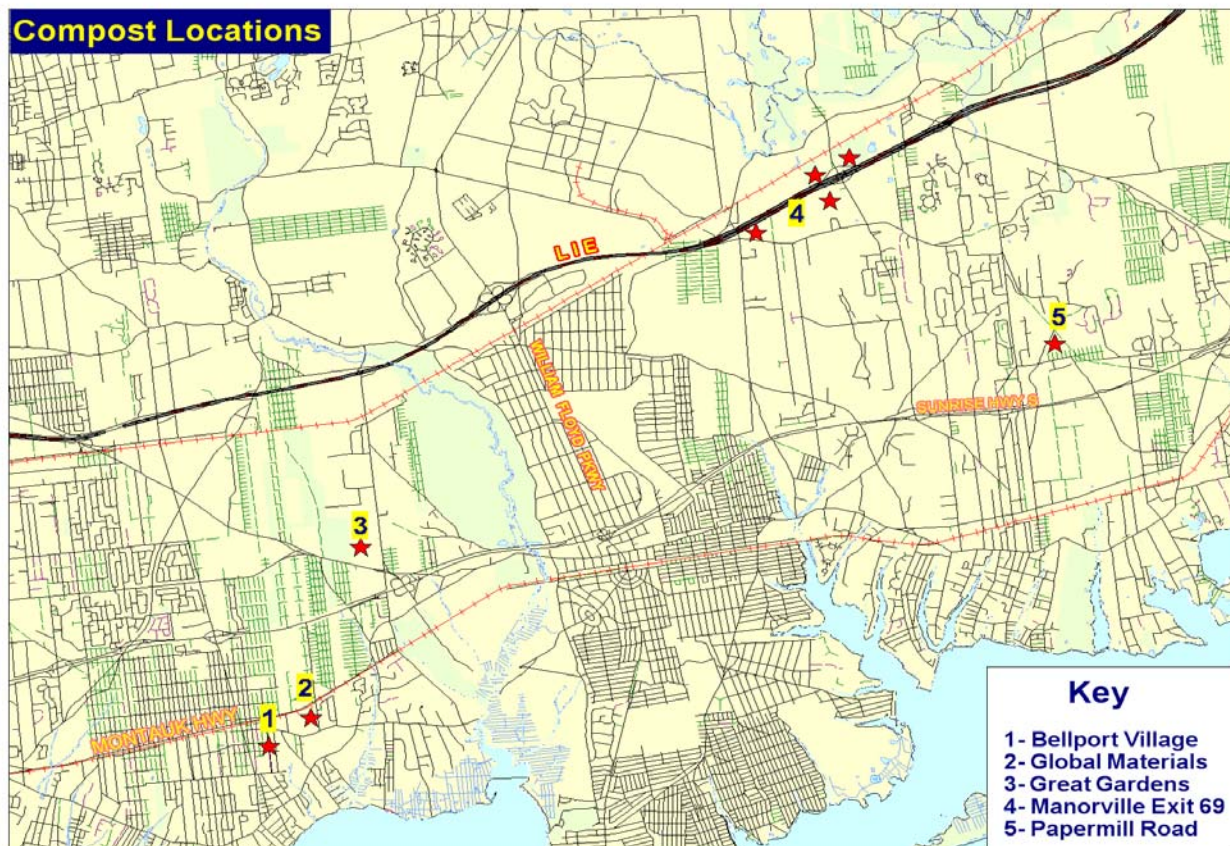 Compost Locations
LIE
4
5
WILLIAM FLOYD PKWY
SUNRISE HWY S
3
2
1
MONTAUK HWY
Key
1- Bellport Village
2- Global Materials
3- Great Gardens
4- Manorville Exit 69
5- Papermill Road